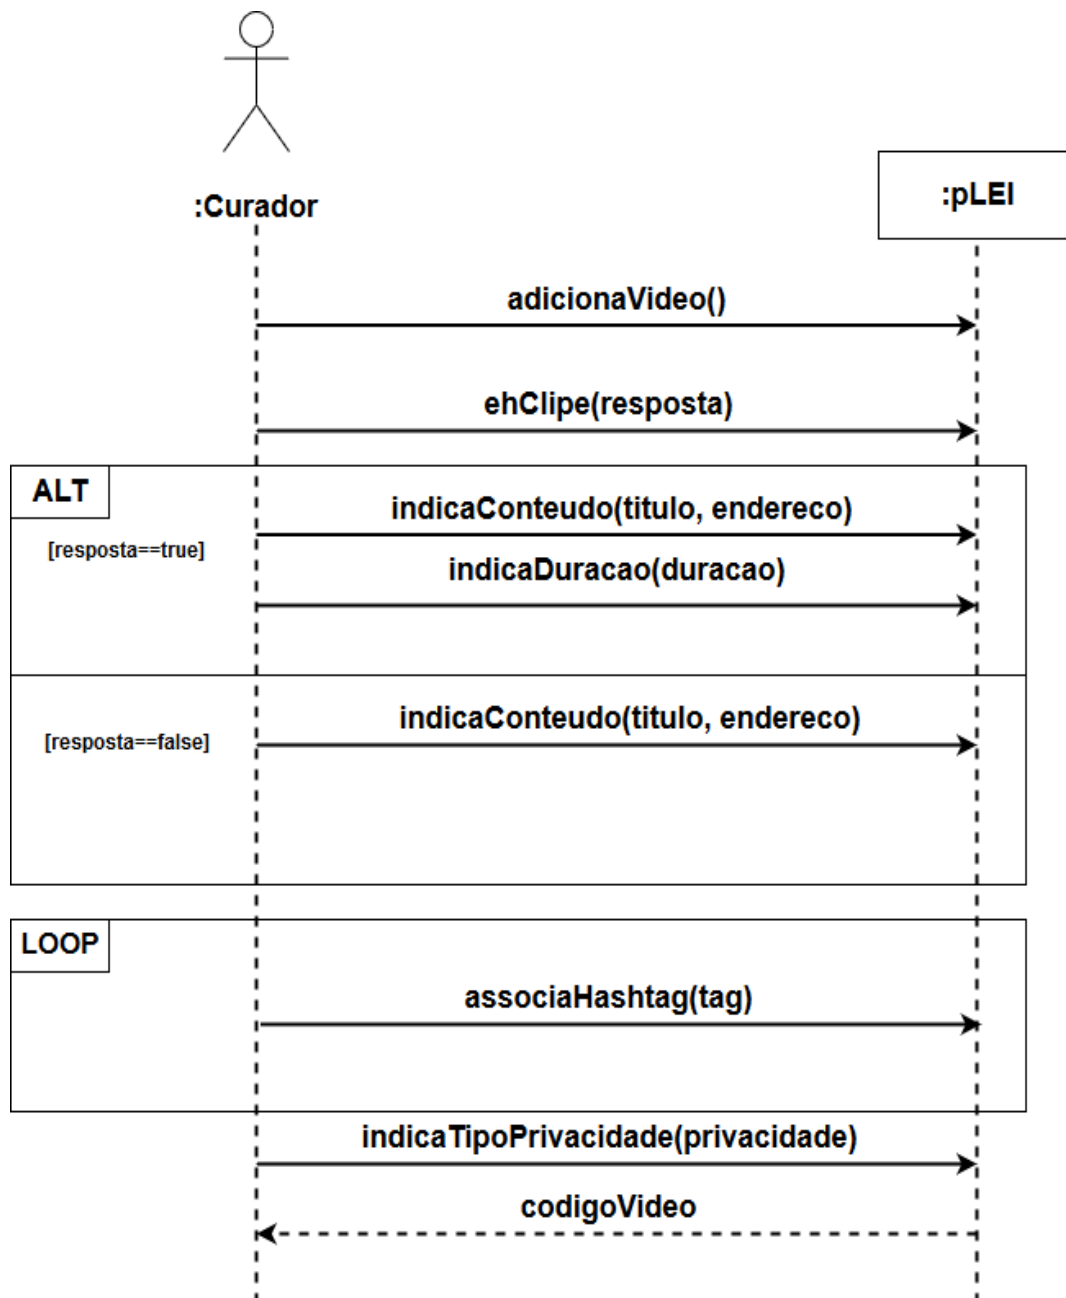 :Curador
:pLEI
adicionaVideo()
ehClipe(resposta)
ALT
indicaConteudo(titulo, endereco)
[resposta==true]
indicaDuracao(duracao)
indicaConteudo(titulo, endereco)
[resposta==false]
LOOP
associaHashtag(tag)
indicaTipoPrivacidade(privacidade)
codigoVideo